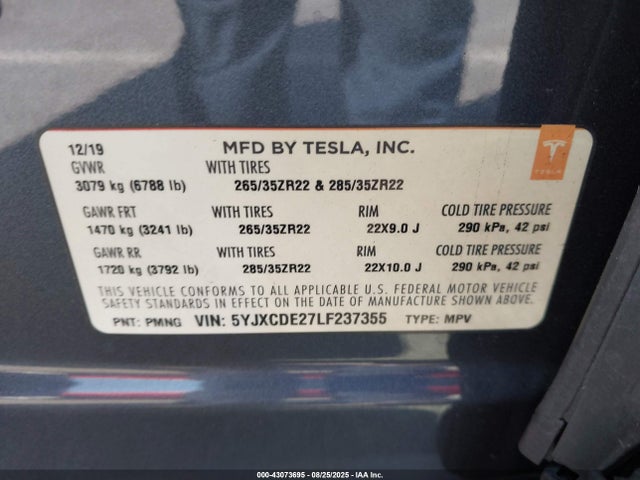 12/19 MFD BY TESLA, INC.
TESLA
GVWR WITH TIRES
3079 kg (6788 lb) 265/35ZR22 & 285/35ZR22
GAWR FRT WITH TIRES RIM COLD TIRE PRESSURE
1470 kg (3241 lb) 265/35ZR22 22X9.0 J 290 kPa, 42 psi
GAWR RR WITH TIRES RIM COLD TIRE PRESSURE
1720 kg (3792 lb) 285/35ZR22 22X10.0 J 290 kPa, 42 psi
THIS VEHICLE CONFORMS TO ALL APPLICABLE U.S. FEDERAL MOTOR VEHICLE
SAFETY STANDARDS IN EFFECT ON THE DATE OF MANUFACTURE SHOWN ABOVE.
PNT: PMNG VIN: 5YJXCDE27LF237355 TYPE: MPV
000-43073695 - 08/25/2025 - IAA Inc.